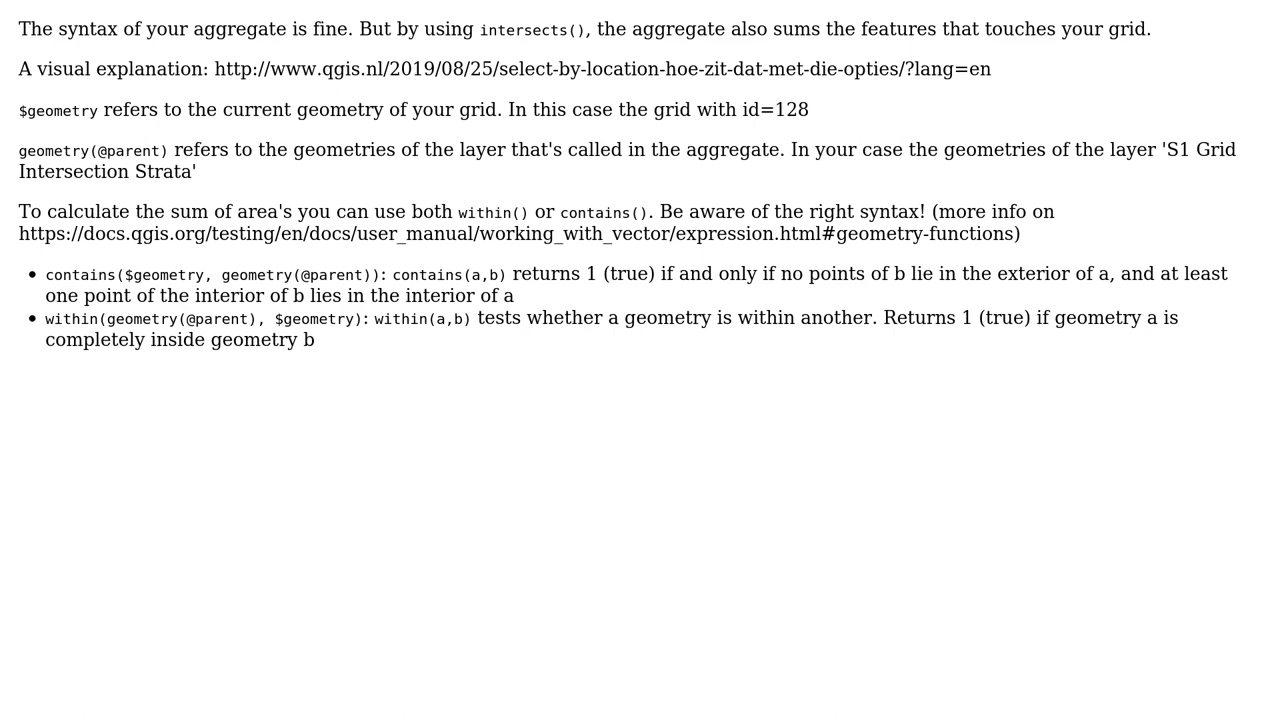 The syntax of your aggregate is fine. But by using intersects(), the aggregate also sums the features that touches your grid.
A visual explanation: http://www.qgis.nl/2019/08/25/select-by-location-hoe-zit-dat-met-die-opties/?lang=en
$geometry refers to the current geometry of your grid. In this case the grid with id=128
geometry(@parent) refers to the geometries of the layer that's called in the aggregate. In your case the geometries of the layer 'S1 Grid
Intersection Strata'
To calculate the sum of area's you can use both within() or contains(). Be aware of the right syntax! (more info on
https://docs.qgis.org/testing/en/docs/user_manual/working_with_vector/expression.html#geometry-functions)
• contains($geometry, geometry(@parent)): contains(a,b) returns 1 (true) if and only if no points of b lie in the exterior of a, and at least
one point of the interior of b lies in the interior of a
• within(geometry(@parent), $geometry): within(a,b) tests whether a geometry is within another. Returns 1 (true) if geometry a is
completely inside geometry b